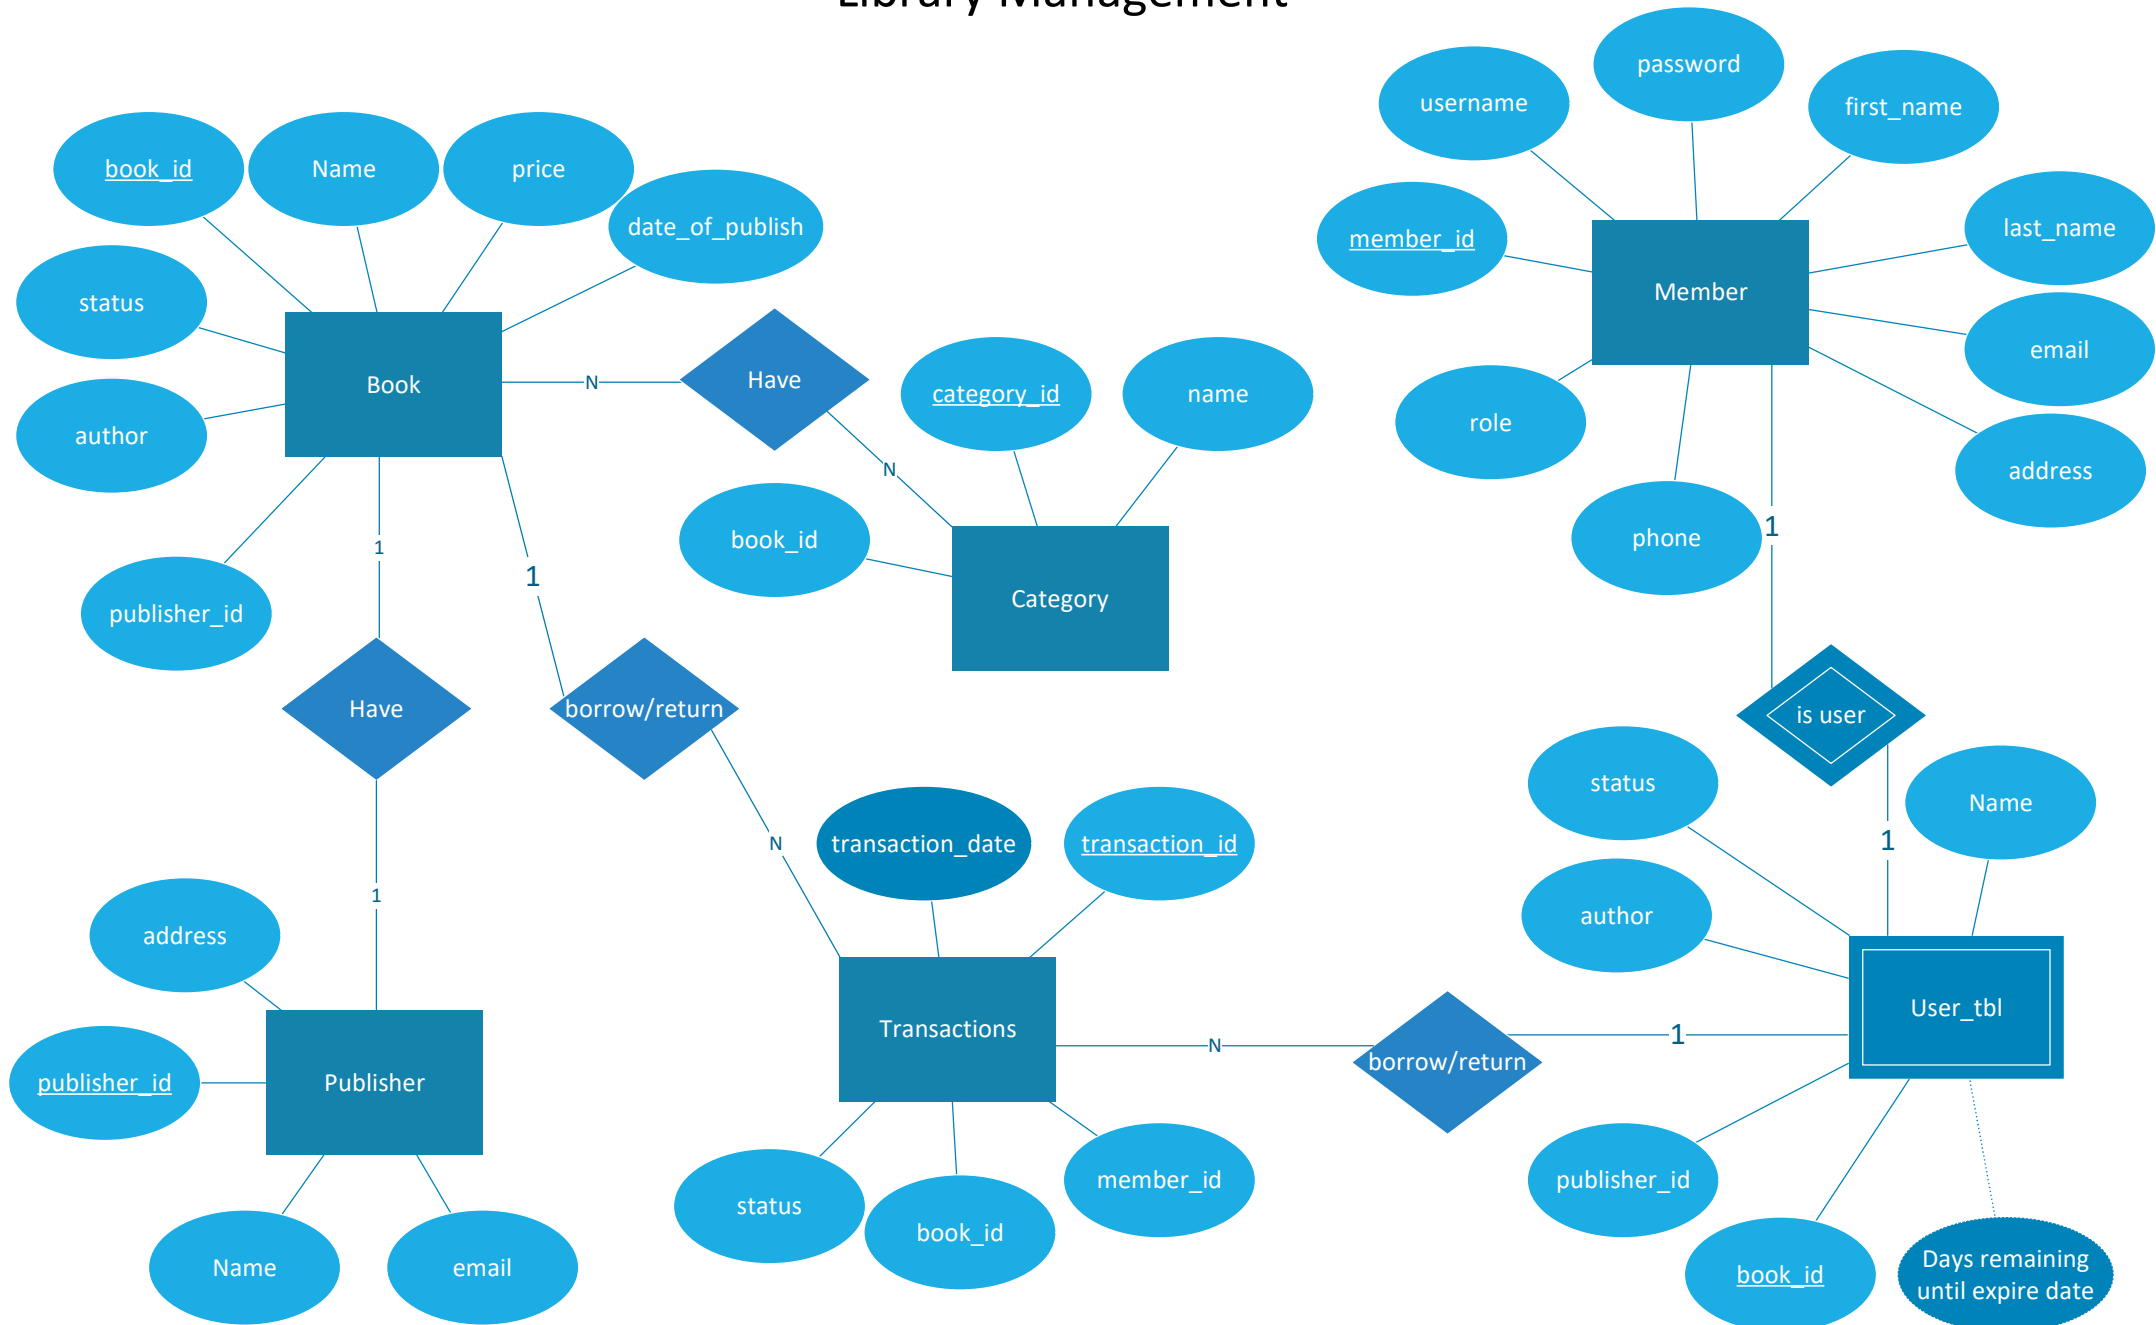 Library Management
password
username
first_name
book_id
Name
price
date_of_publish
last_name
member_id
Member
status
email
Have
Book
N
category_id
name
author
role
address
N
phone
1
book_id
1
1
Category
publisher_id
Have
borrow/return
is user
status
Name
N
transaction_date
transaction_id
1
1
author
address
User_tbl
Transactions
N
1
borrow/return
publisher_id
Publisher
publisher_id
member_id
status
book_id
Name
email
book_id
Days remaining
until expire date